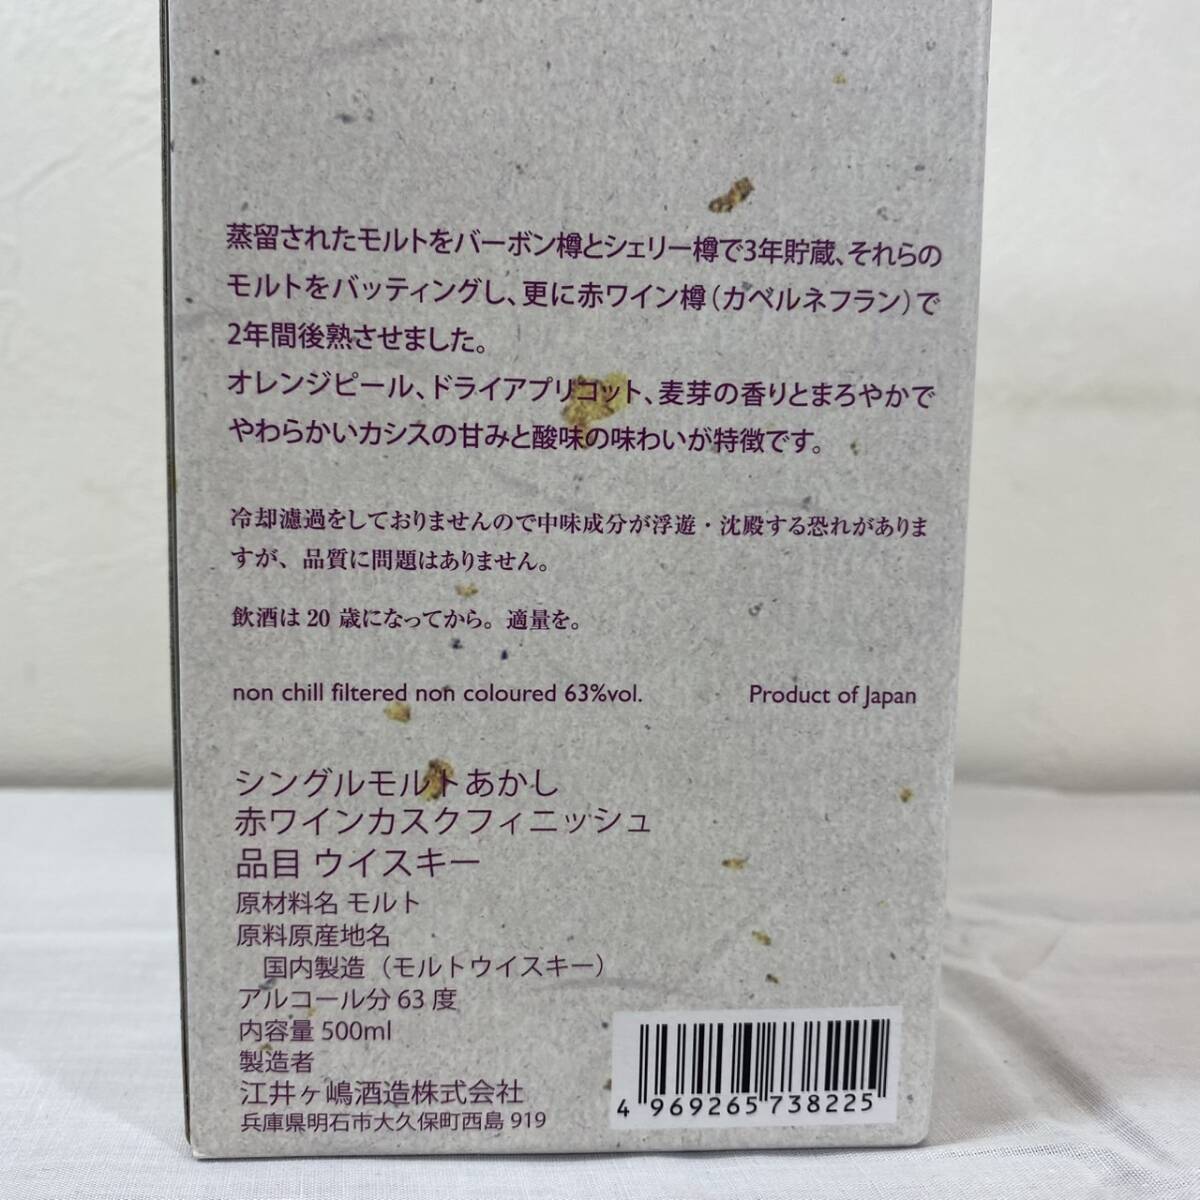 蒸留されたモルトをバーボン樽とシェリー樽で3年貯蔵、それらの
モルトをバッティングし、更に赤ワイン樽（カベルネフラン）で
2年間後熟させました。
オレンジピール、ドライアプリコット、麦芽の香りとまろやかで
やわらかいカシスの甘みと酸味の味わいが特徴です。
冷却濾過をしておりませんので中味成分が浮遊・沈殿する恐れがありま
すが、品質に問題はありません。
飲酒は20歳になってから。適量を。
non chill filtered non coloured 63%vol. Product of Japan
シングルモルトあかし
赤ワインカスクフィニッシュ
品目 ウイスキー
原材料名 モルト
原料原産地名
国内製造（モルトウイスキー）
アルコール分 63 度
内容量 500ml
製造者
江井ヶ嶋酒造株式会社
兵庫県明石市大久保町西島 919
4 969265 738225